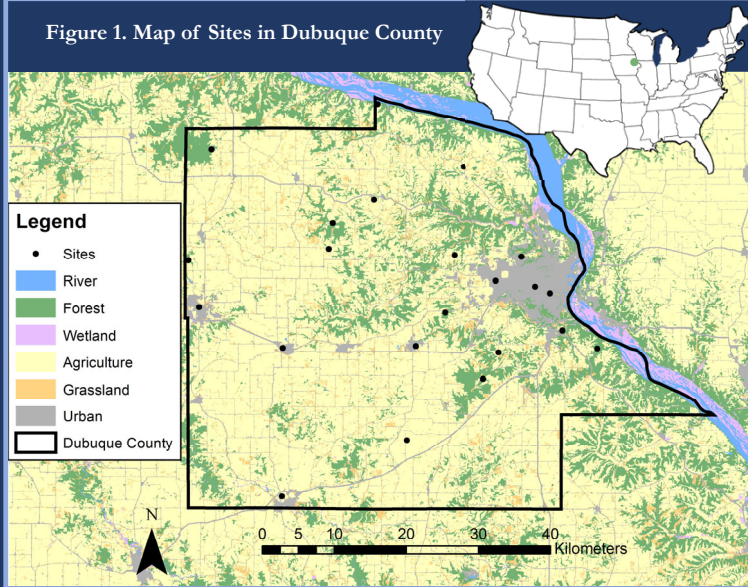 Figure 1. Map of Sites in Dubuque County
Legend
Sites
River
Forest
Wetland
Agriculture
Grassland
Urban
Dubuque County
N
0 5 10 20 30 40
Kilometers